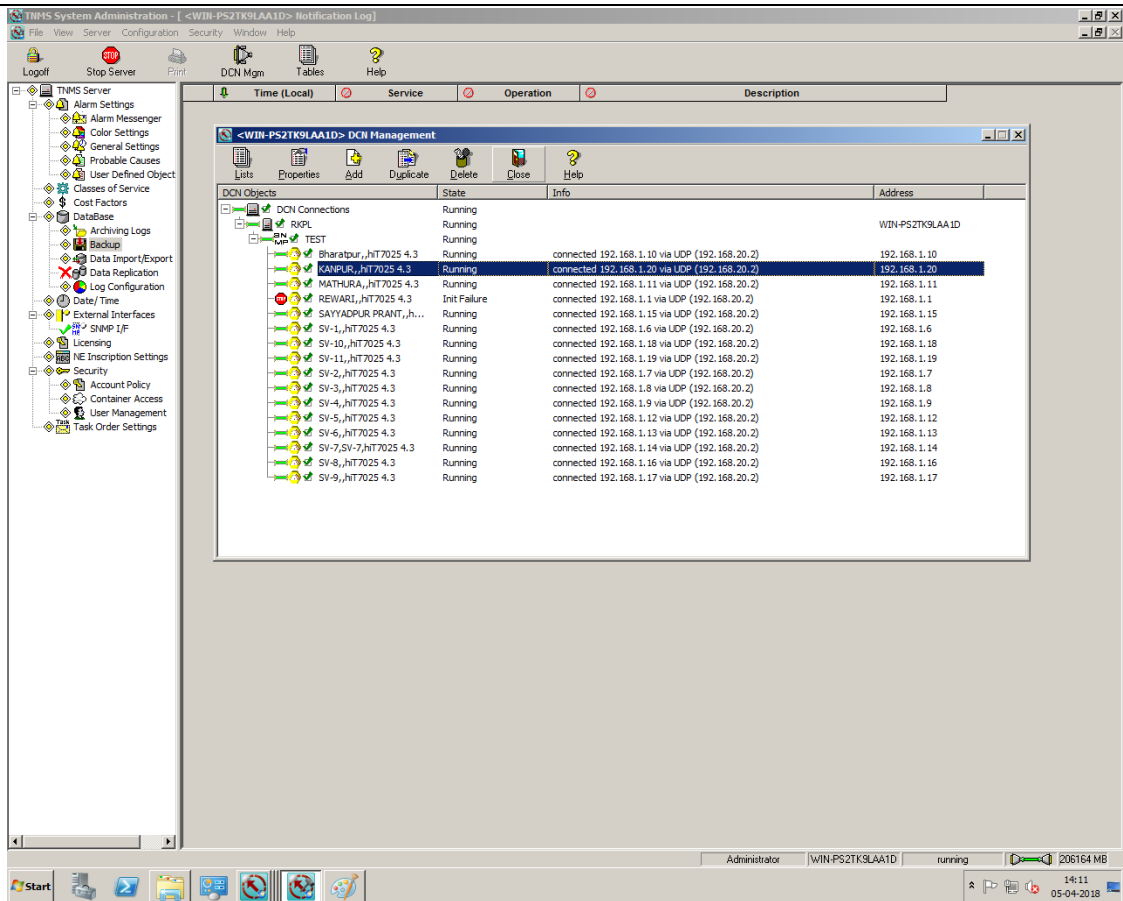 TNMS System Administration - [ <WIN-PS2TK9LAA1D> Notification Log]
File View Server Configuration Security Window Help
Logoff Stop Server Print DCN Mgm Tables Help
TNMS Server
Alarm Settings
Alarm Messenger
Color Settings
General Settings
Probable Causes
User Defined Object
Classes of Service
Cost Factors
DataBase
Archiving Logs
Backup
Data Import/Export
Data Replication
Log Configuration
Date/Time
External Interfaces
SNMP I/F
Licensing
NE Inscription Settings
Security
Account Policy
Container Access
User Management
Task Order Settings
Time (Local) Service Operation Description
<WIN-PS2TK9LAA1D> DCN Management
Lists Properties Add Duplicate Delete Close Help
DCN Objects State Info Address
DCN Connections Running
RKPL Running WIN-PS2TK9LAA1D
TEST Running
Bharatpur,,hiT7025 4.3 Running connected 192.168.1.10 via UDP (192.168.20.2) 192.168.1.10
KANPUR,,hiT7025 4.3 Running connected 192.168.1.20 via UDP (192.168.20.2) 192.168.1.20
MATHURA,,hiT7025 4.3 Running connected 192.168.1.11 via UDP (192.168.20.2) 192.168.1.11
REWARI,,hiT7025 4.3 Init Failure connected 192.168.1.1 via UDP (192.168.20.2) 192.168.1.1
SAYYADPUR PRANT,,h... Running connected 192.168.1.15 via UDP (192.168.20.2) 192.168.1.15
SV-1,,hiT7025 4.3 Running connected 192.168.1.6 via UDP (192.168.20.2) 192.168.1.6
SV-10,,hiT7025 4.3 Running connected 192.168.1.18 via UDP (192.168.20.2) 192.168.1.18
SV-11,,hiT7025 4.3 Running connected 192.168.1.19 via UDP (192.168.20.2) 192.168.1.19
SV-2,,hiT7025 4.3 Running connected 192.168.1.7 via UDP (192.168.20.2) 192.168.1.7
SV-3,,hiT7025 4.3 Running connected 192.168.1.8 via UDP (192.168.20.2) 192.168.1.8
SV-4,,hiT7025 4.3 Running connected 192.168.1.9 via UDP (192.168.20.2) 192.168.1.9
SV-5,,hiT7025 4.3 Running connected 192.168.1.12 via UDP (192.168.20.2) 192.168.1.12
SV-6,,hiT7025 4.3 Running connected 192.168.1.13 via UDP (192.168.20.2) 192.168.1.13
SV-7,SV-7,hiT7025 4.3 Running connected 192.168.1.14 via UDP (192.168.20.2) 192.168.1.14
SV-8,,hiT7025 4.3 Running connected 192.168.1.16 via UDP (192.168.20.2) 192.168.1.16
SV-9,,hiT7025 4.3 Running connected 192.168.1.17 via UDP (192.168.20.2) 192.168.1.17
Administrator WIN-PS2TK9LAA1D running 206164 MB
Start 14:11
05-04-2018